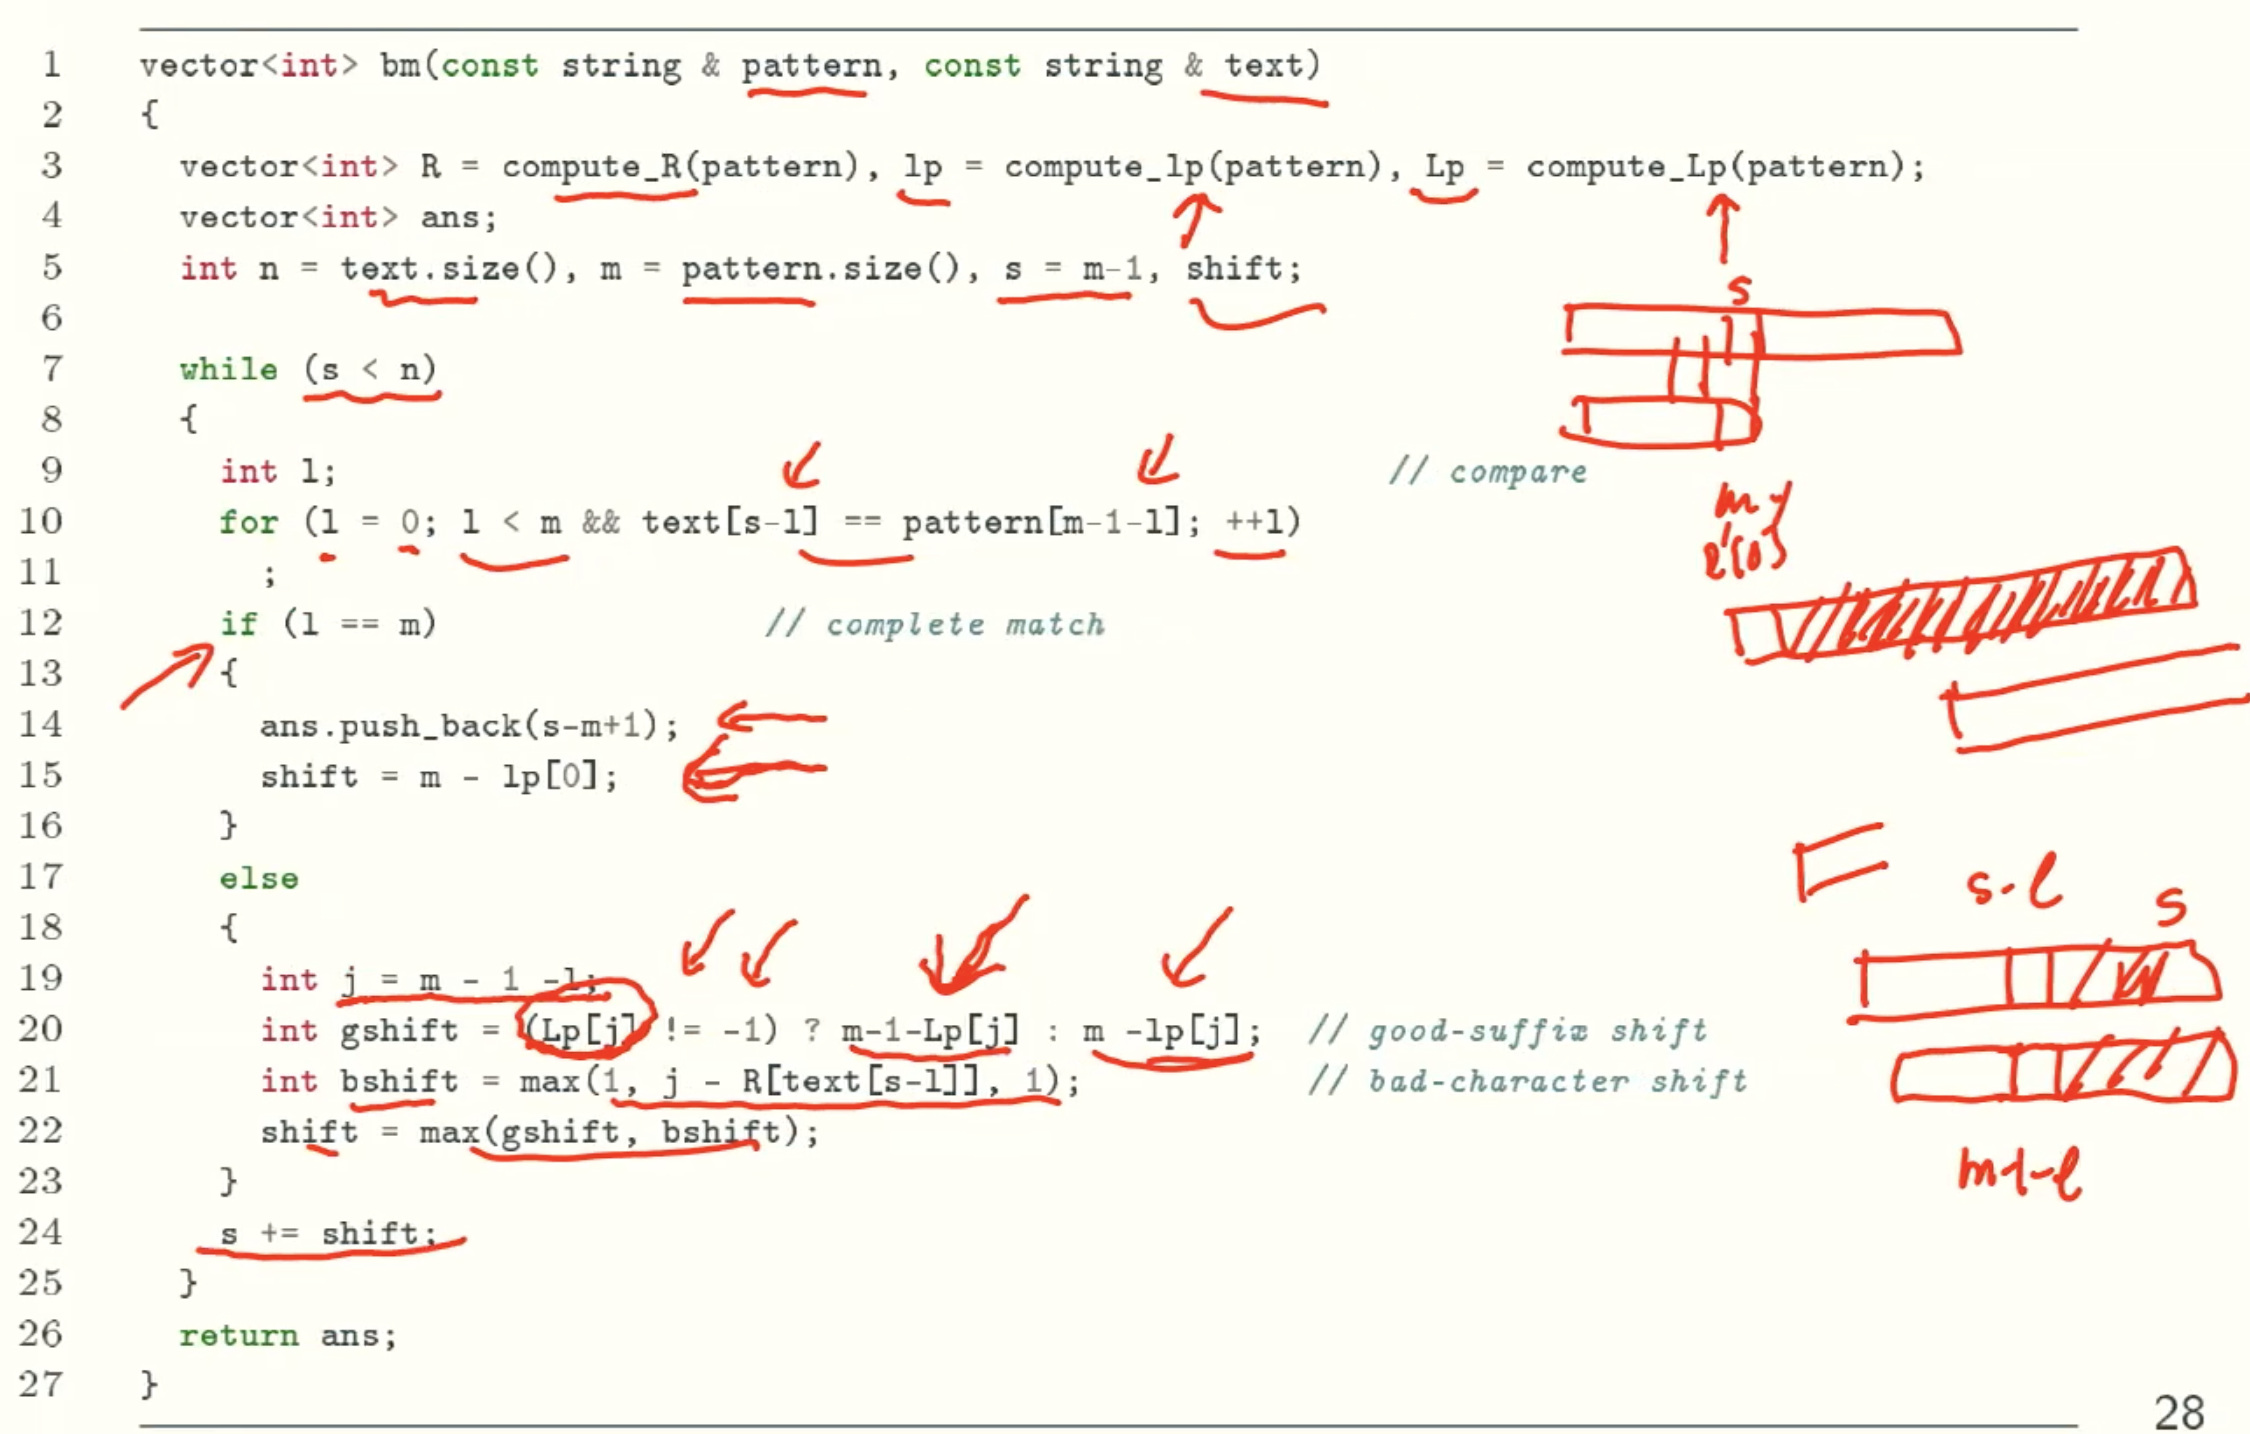 1 vector<int> bm(const string & pattern, const string & text)
2 {
3 vector<int> R = compute_R(pattern), lp = compute_lp(pattern), Lp = compute_Lp(pattern);
4 vector<int> ans;
5 int n = text.size(), m = pattern.size(), s = m-1, shift;
s
6
7 while (s < n)
8 {
9 int l; // compare
10 for (l = 0; l < m && text[s-l] == pattern[m-1-l]; ++l)
11 ;
12 if (l == m) // complete match
13 {
14 ans.push_back(s-m+1);
15 shift = m - lp[0];
16 }
17 else
s-l
s
18 {
19 int j = m - 1 -l;
20 int gshift = (Lp[j] != -1) ? m-1-Lp[j] : m -lp[j]; // good-suffix shift
21 int bshift = max(1, j - R[text[s-l]], 1); // bad-character shift
22 shift = max(gshift, bshift);
23 }
m-1-l
24 s += shift;
25 }
26 return ans;
27 }
28